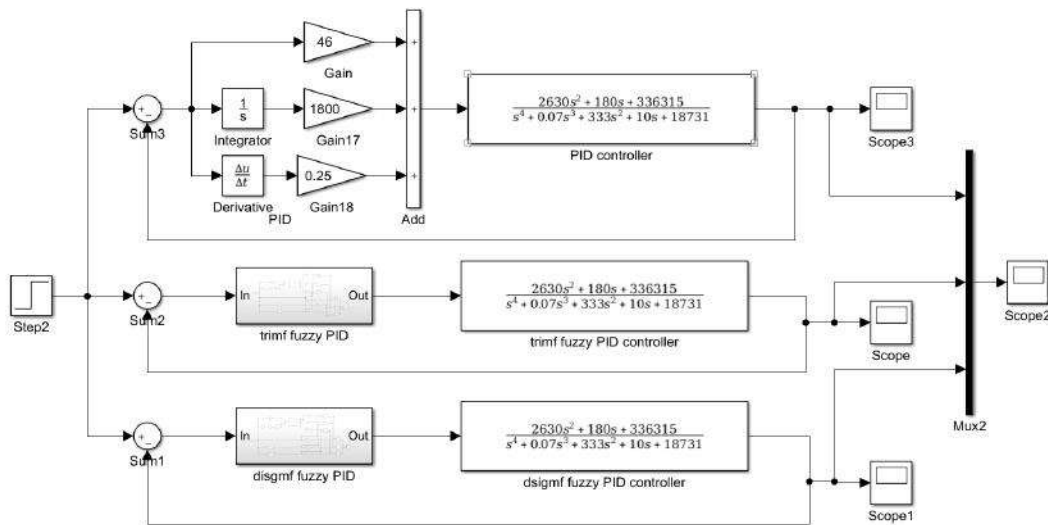 46
Gain
+
+
+
Add
+
−
Sum3
1
s
Integrator
1800
Gain17
Δu
Δt
Derivative
PID
0.25
Gain18
2630s² + 180s + 336315
s⁴ + 0.07s³ + 333s² + 10s + 18731
PID controller
Scope3
Step2
+
−
Sum2
In
Out
trimf fuzzy PID
2630s² + 180s + 336315
s⁴ + 0.07s³ + 333s² + 10s + 18731
trimf fuzzy PID controller
Scope
Scope2
Mux2
+
−
Sum1
In
Out
disgmf fuzzy PID
2630s² + 180s + 336315
s⁴ + 0.07s³ + 333s² + 10s + 18731
dsigmf fuzzy PID controller
Scope1